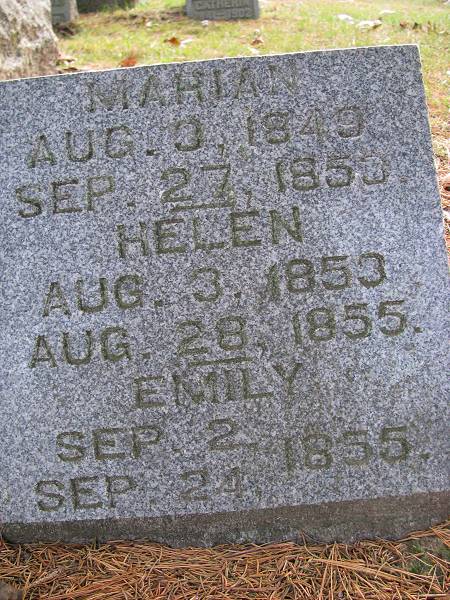 CATHERINE
MARIAN
AUG. 3, 1849
SEP. 27, 1853.
HELEN
AUG. 3, 1853
AUG. 28, 1855.
EMILY
SEP. 2
SEP. 24, 1855.